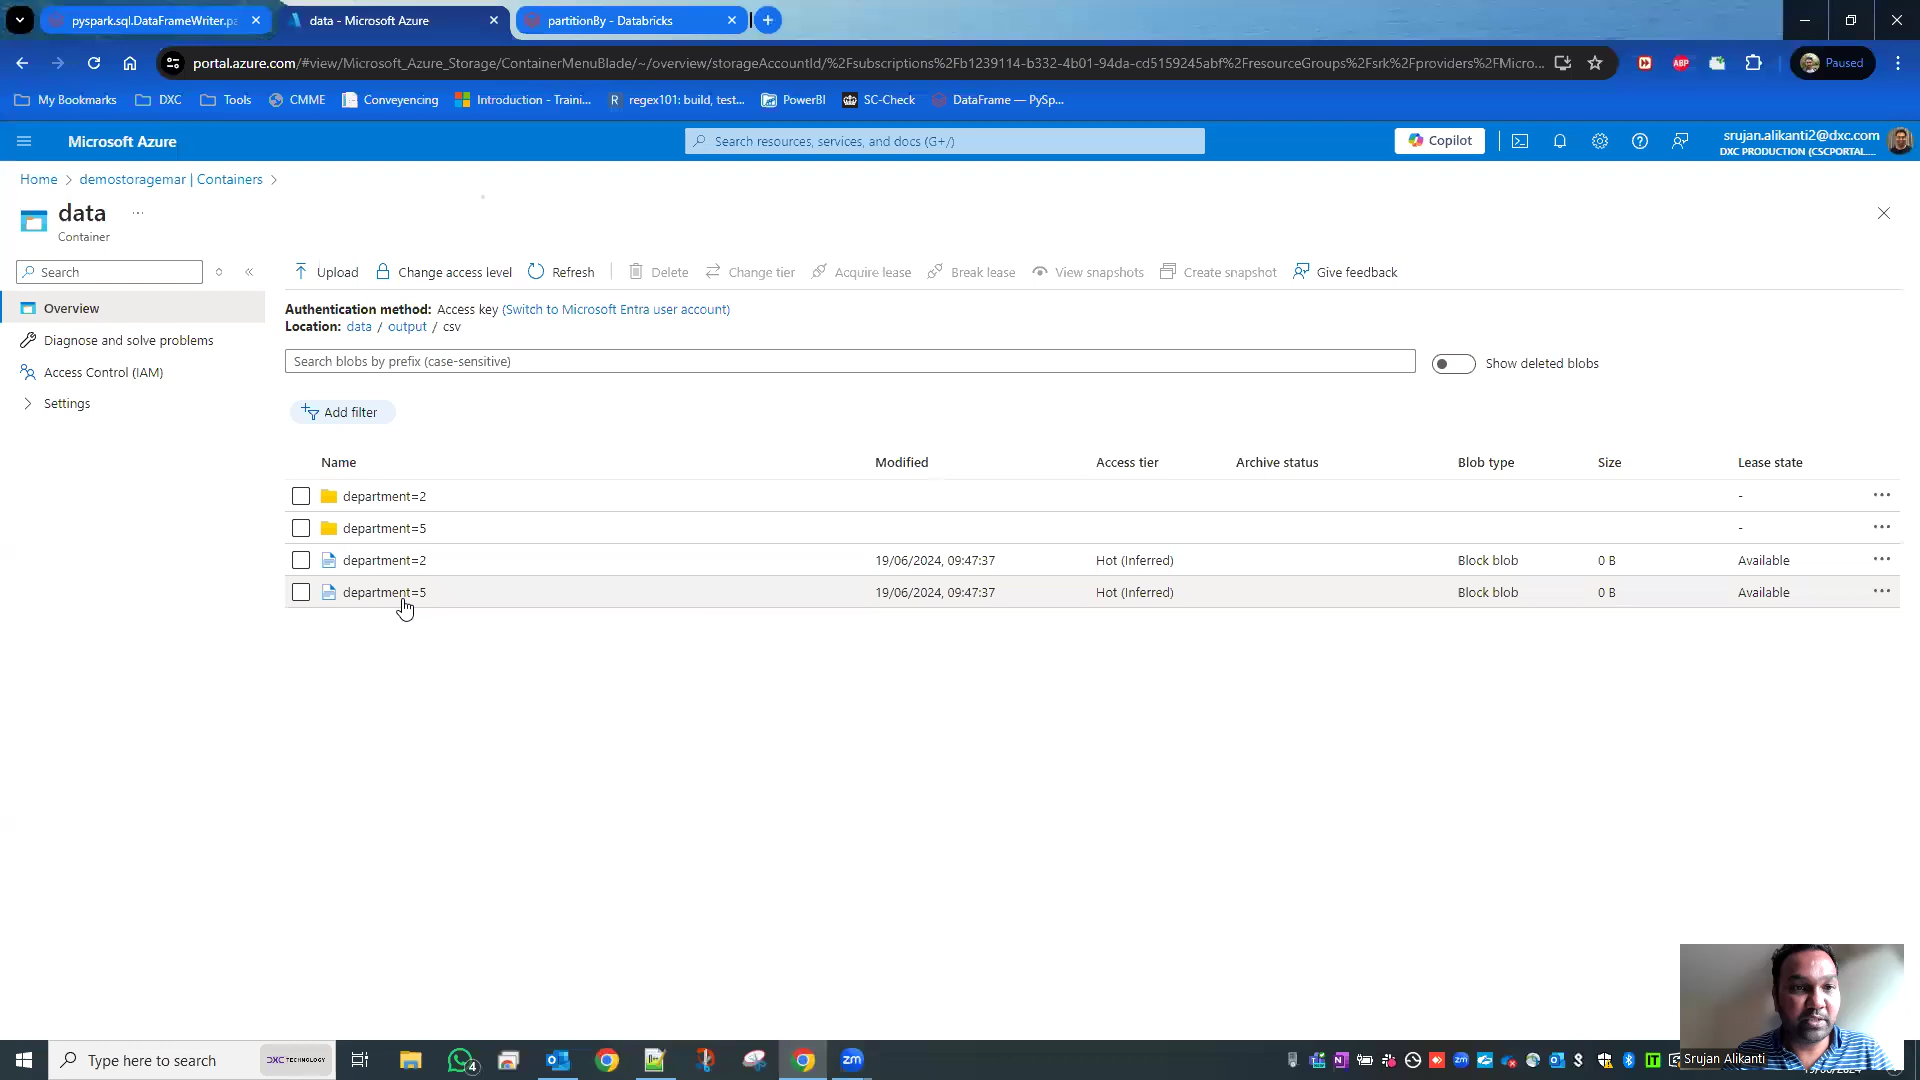 pyspark.sql.DataFrameWriter.pa
data - Microsoft Azure
partitionBy - Databricks
portal.azure.com/#view/Microsoft_Azure_Storage/ContainerMenuBlade/~/overview/storageAccountId/%2Fsubscriptions%2Fb1239114-b332-4b01-94da-cd5159245abf%2FresourceGroups%2Fsrk%2Fproviders%2FMicro...
ABP
Paused
My Bookmarks
DXC
Tools
CMME
Conveyencing
Introduction - Traini...
R regex101: build, test...
PowerBI
SC-Check
DataFrame — PySp...
Microsoft Azure
Search resources, services, and docs (G+/)
Copilot
srujan.alikanti2@dxc.com
DXC PRODUCTION (CSCPORTAL....
Home > demostoragemar | Containers >
data ...
Container
Search
Upload
Change access level
Refresh
Delete
Change tier
Acquire lease
Break lease
View snapshots
Create snapshot
Give feedback
Overview
Diagnose and solve problems
Access Control (IAM)
Settings
Authentication method: Access key (Switch to Microsoft Entra user account)
Location: data / output / csv
Search blobs by prefix (case-sensitive)
Show deleted blobs
Add filter
Name Modified Access tier Archive status Blob type Size Lease state
department=2 - ...
department=5 - ...
department=2 19/06/2024, 09:47:37 Hot (Inferred) Block blob 0 B Available ...
department=5 19/06/2024, 09:47:37 Hot (Inferred) Block blob 0 B Available ...
Type here to search
DXC TECHNOLOGY
4
zm
zm
Srujan Alikanti